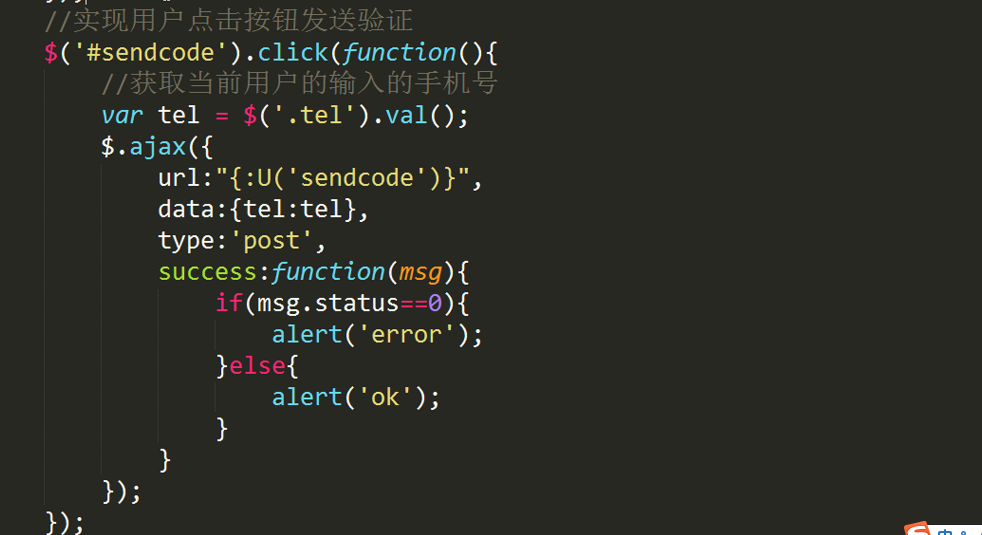 //实现用户点击按钮发送验证
$('#sendcode').click(function(){
    //获取当前用户的输入的手机号
    var tel = $('.tel').val();
    $.ajax({
        url:"{:U('sendcode')}",
        data:{tel:tel},
        type:'post',
        success:function(msg){
            if(msg.status==0){
                alert('error');
            }else{
                alert('ok');
            }
        }
    });
});